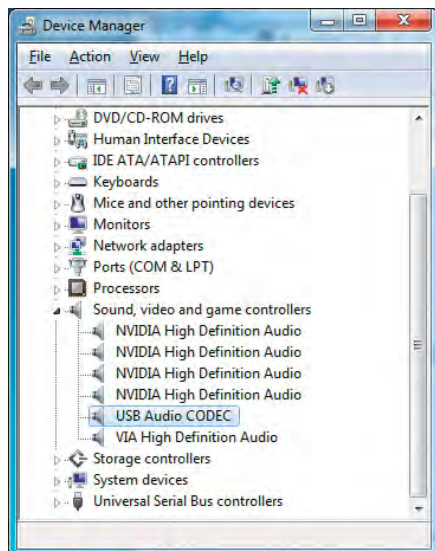 Device Manager
File Action View Help
DVD/CD-ROM drives
Human Interface Devices
IDE ATA/ATAPI controllers
Keyboards
Mice and other pointing devices
Monitors
Network adapters
Ports (COM & LPT)
Processors
Sound, video and game controllers
NVIDIA High Definition Audio
NVIDIA High Definition Audio
NVIDIA High Definition Audio
NVIDIA High Definition Audio
USB Audio CODEC
VIA High Definition Audio
Storage controllers
System devices
Universal Serial Bus controllers